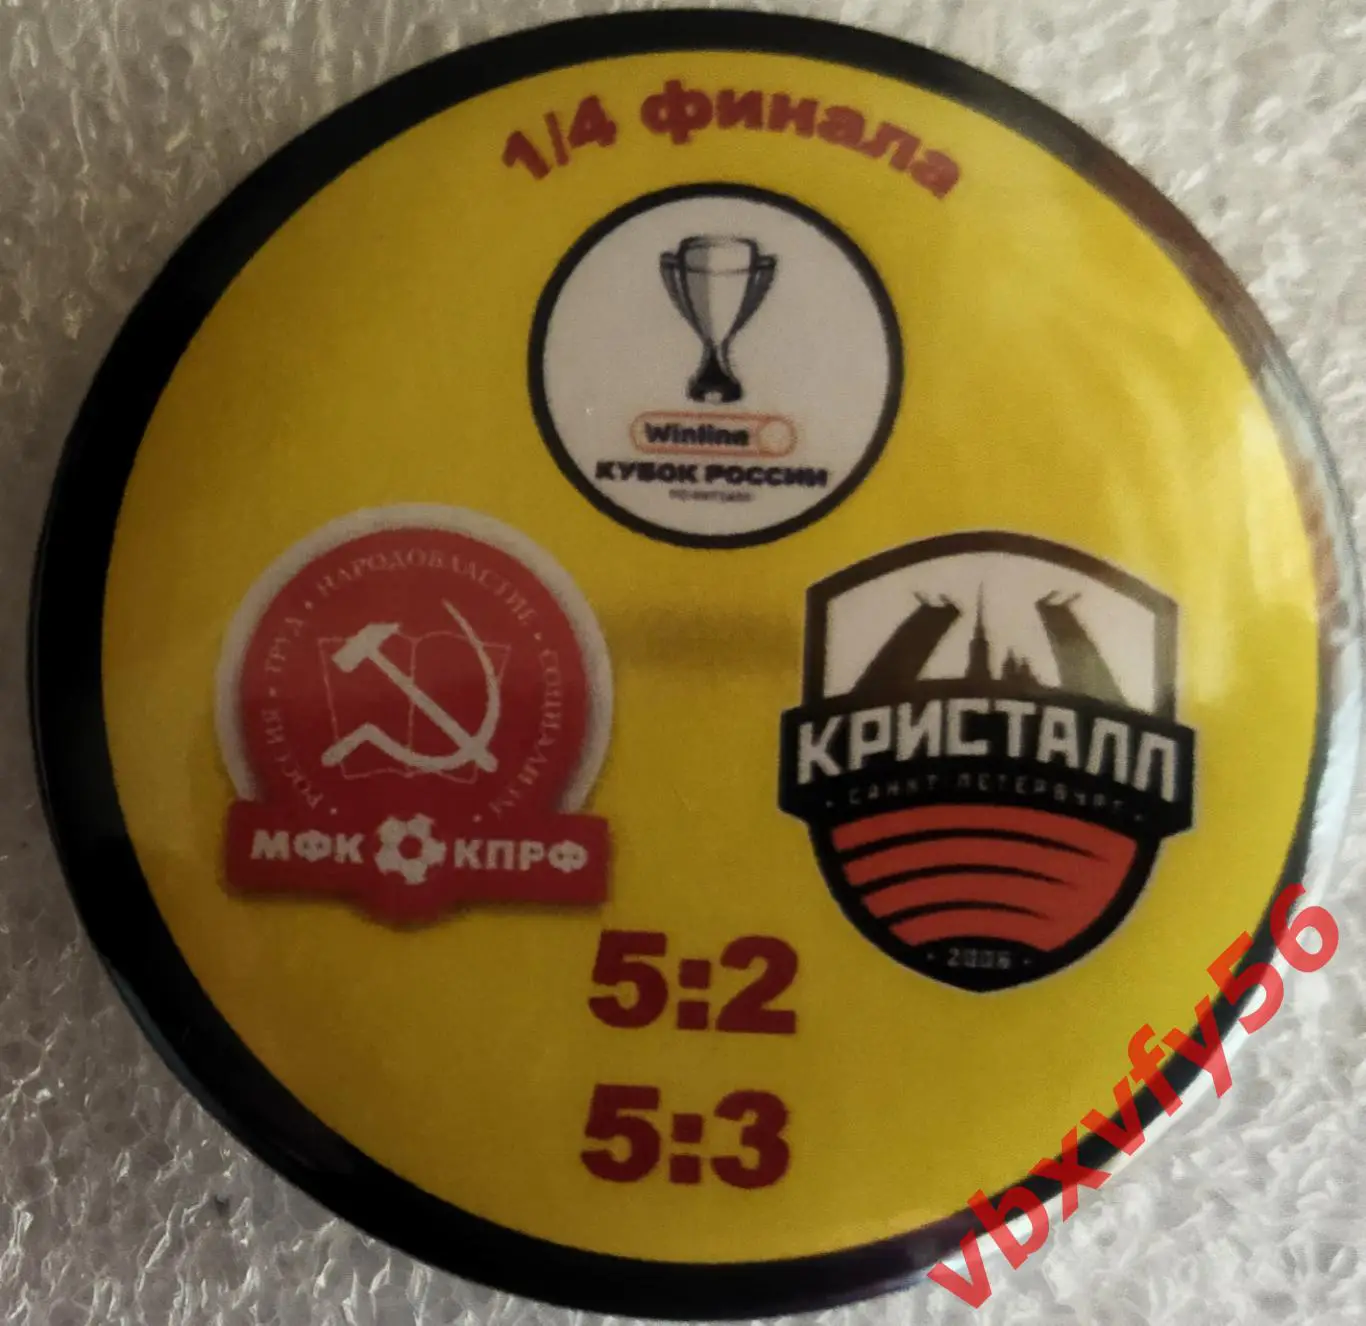 1/4 финала
Winline
КУБОК РОССИИ
РОССИЯ · ТРУД · НАРОДОВЛАСТИЕ · СОЦИАЛИЗМ ·
МФК КПРФ
КРИСТАЛЛ
· САНКТ-ПЕТЕРБУРГ ·
· 2006 ·
5:2
5:3
vbxvfy56